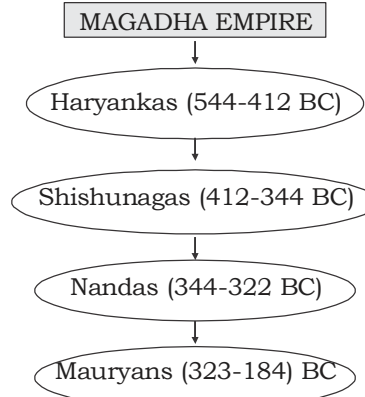 MAGADHA EMPIRE
Haryankas (544-412 BC)
Shishunagas (412-344 BC)
Nandas (344-322 BC)
Mauryans (323-184) BC